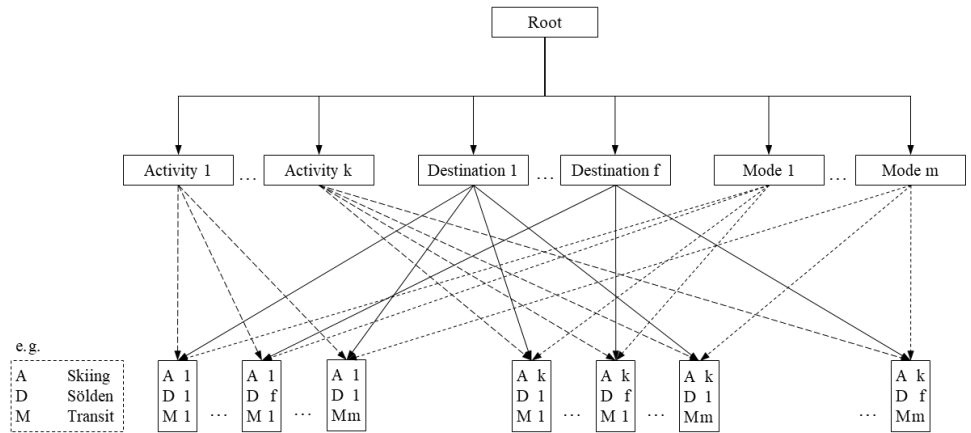 Root
Activity 1 ... Activity k Destination 1 ... Destination f Mode 1 ... Mode m
e.g.
A Skiing
D Sölden
M Transit
A 1
D 1
M 1
...
A 1
D f
M 1
...
A 1
D 1
Mm
A k
D 1
M 1
...
A k
D f
M 1
...
A k
D 1
Mm
...
A k
D f
Mm